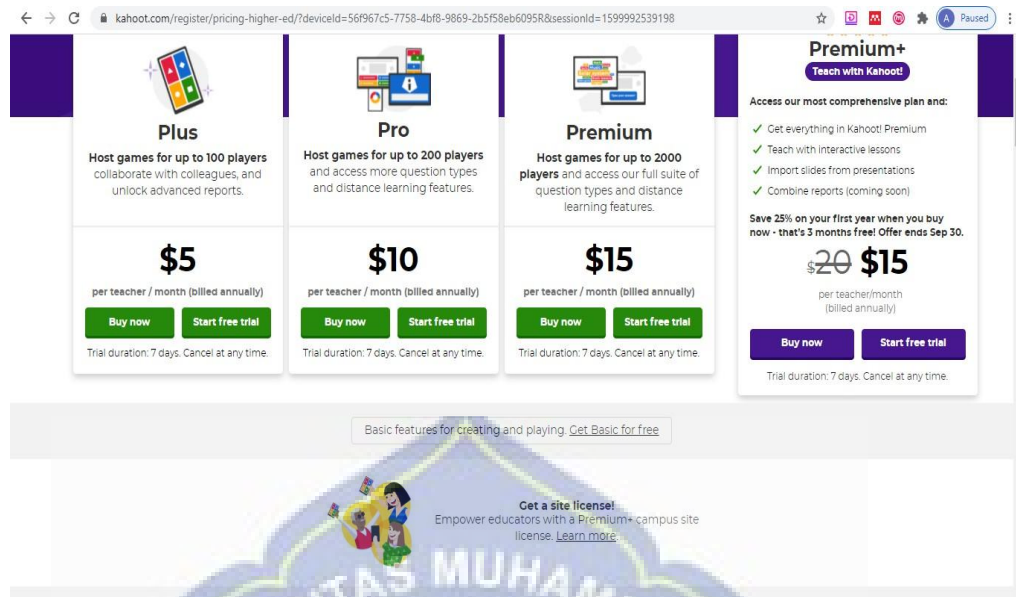 kahoot.com/register/pricing-higher-ed/?deviceId=56f967c5-7758-4bf8-9869-2b5f58eb6095R&sessionId=1599992539198
A Paused
Plus
Host games for up to 100 players
collaborate with colleagues, and
unlock advanced reports.
$5
per teacher / month (billed annually)
Buy now Start free trial
Trial duration: 7 days. Cancel at any time.
Pro
Host games for up to 200 players
and access more question types
and distance learning features.
$10
per teacher / month (billed annually)
Buy now Start free trial
Trial duration: 7 days. Cancel at any time.
Premium
Host games for up to 2000
players and access our full suite of
question types and distance
learning features.
$15
per teacher / month (billed annually)
Buy now Start free trial
Trial duration: 7 days. Cancel at any time.
Premium+
Teach with Kahoot!
Access our most comprehensive plan and:
✓ Get everything in Kahoot! Premium
✓ Teach with interactive lessons
✓ Import slides from presentations
✓ Combine reports (coming soon)
Save 25% on your first year when you buy
now - that's 3 months free! Offer ends Sep 30.
$20 $15
per teacher/month
(billed annually)
Buy now Start free trial
Trial duration: 7 days. Cancel at any time.
Basic features for creating and playing. Get Basic for free
Get a site license!
Empower educators with a Premium+ campus site
license. Learn more